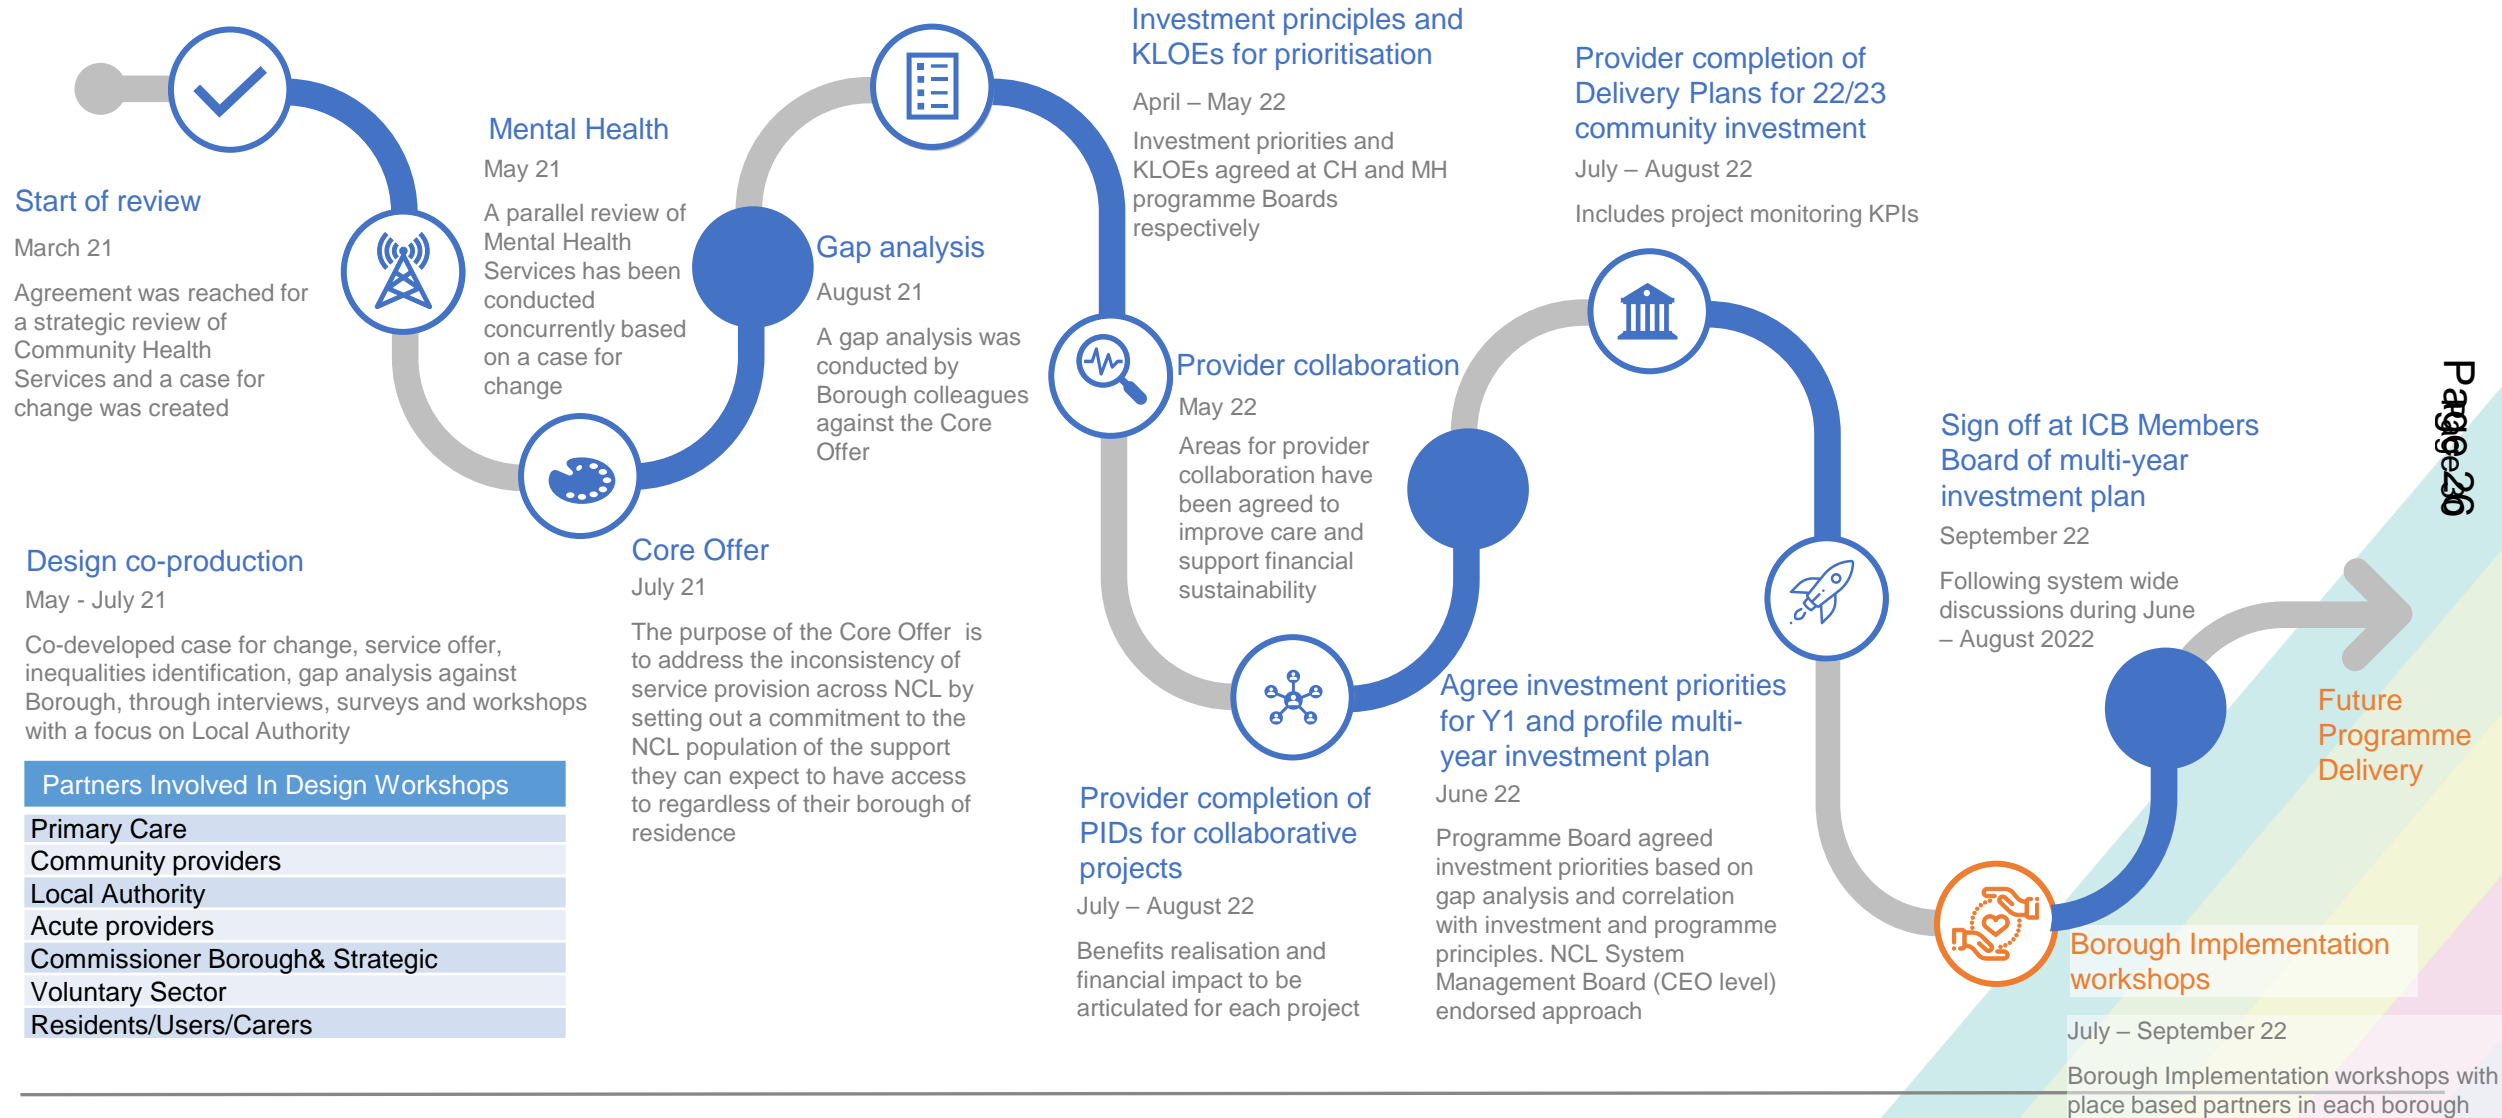 Start of review
March 21
Agreement was reached for
a strategic review of
Community Health
Services and a case for
change was created
Mental Health
May 21
A parallel review of
Mental Health
Services has been
conducted
concurrently based
on a case for
change
Design co-production
May - July 21
Co-developed case for change, service offer,
inequalities identification, gap analysis against
Borough, through interviews, surveys and workshops
with a focus on Local Authority
Partners Involved In Design Workshops
Primary Care
Community providers
Local Authority
Acute providers
Commissioner Borough& Strategic
Voluntary Sector
Residents/Users/Carers
Core Offer
July 21
The purpose of the Core Offer is
to address the inconsistency of
service provision across NCL by
setting out a commitment to the
NCL population of the support
they can expect to have access
to regardless of their borough of
residence
Gap analysis
August 21
A gap analysis was
conducted by
Borough colleagues
against the Core
Offer
Investment principles and
KLOEs for prioritisation
April – May 22
Investment priorities and
KLOEs agreed at CH and MH
programme Boards
respectively
Provider collaboration
May 22
Areas for provider
collaboration have
been agreed to
improve care and
support financial
sustainability
Provider completion of
PIDs for collaborative
projects
July – August 22
Benefits realisation and
financial impact to be
articulated for each project
Agree investment priorities
for Y1 and profile multi-
year investment plan
June 22
Programme Board agreed
investment priorities based on
gap analysis and correlation
with investment and programme
principles. NCL System
Management Board (CEO level)
endorsed approach
Provider completion of
Delivery Plans for 22/23
community investment
July – August 22
Includes project monitoring KPIs
Sign off at ICB Members
Board of multi-year
investment plan
September 22
Following system wide
discussions during June
– August 2022
Borough Implementation
workshops
July – September 22
Borough Implementation workshops with
place based partners in each borough
Future
Programme
Delivery
Page 26